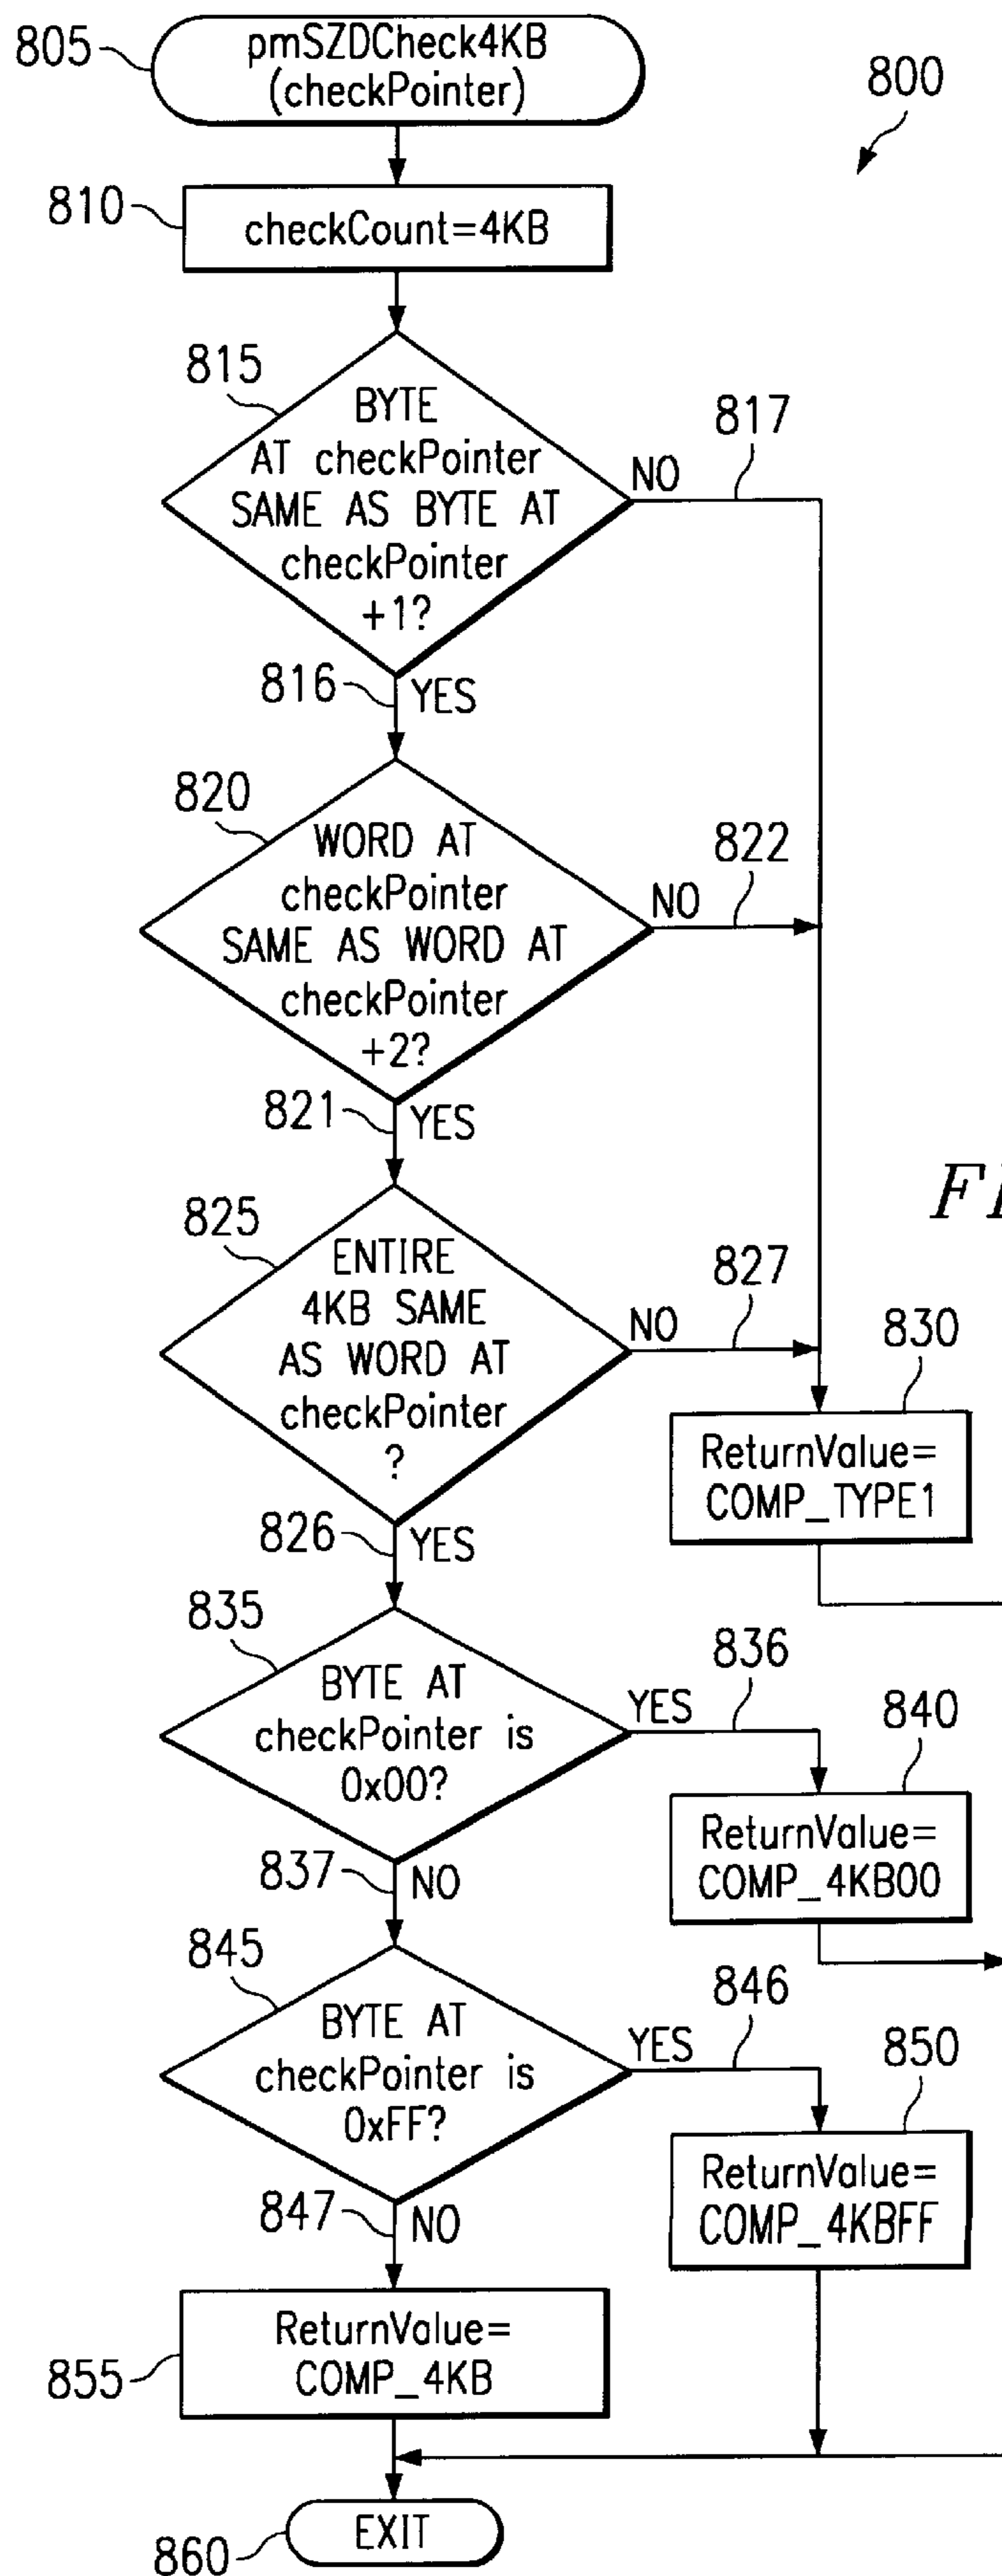 805
pmSZDCheck4KB
(checkPointer)
800
810
checkCount=4KB
815
BYTE
AT checkPointer
SAME AS BYTE AT
checkPointer
+1?
NO
817
816
YES
820
WORD AT
checkPointer
SAME AS WORD AT
checkPointer
+2?
NO
822
821
YES
825
ENTIRE
4KB SAME
AS WORD AT
checkPointer
?
NO
827
FI
830
ReturnValue=
COMP_TYPE1
826
YES
835
BYTE AT
checkPointer is
0x00?
YES
836
840
ReturnValue=
COMP_4KB00
837
NO
845
BYTE AT
checkPointer is
0xFF?
YES
846
850
ReturnValue=
COMP_4KBFF
847
NO
855
ReturnValue=
COMP_4KB
860
EXIT